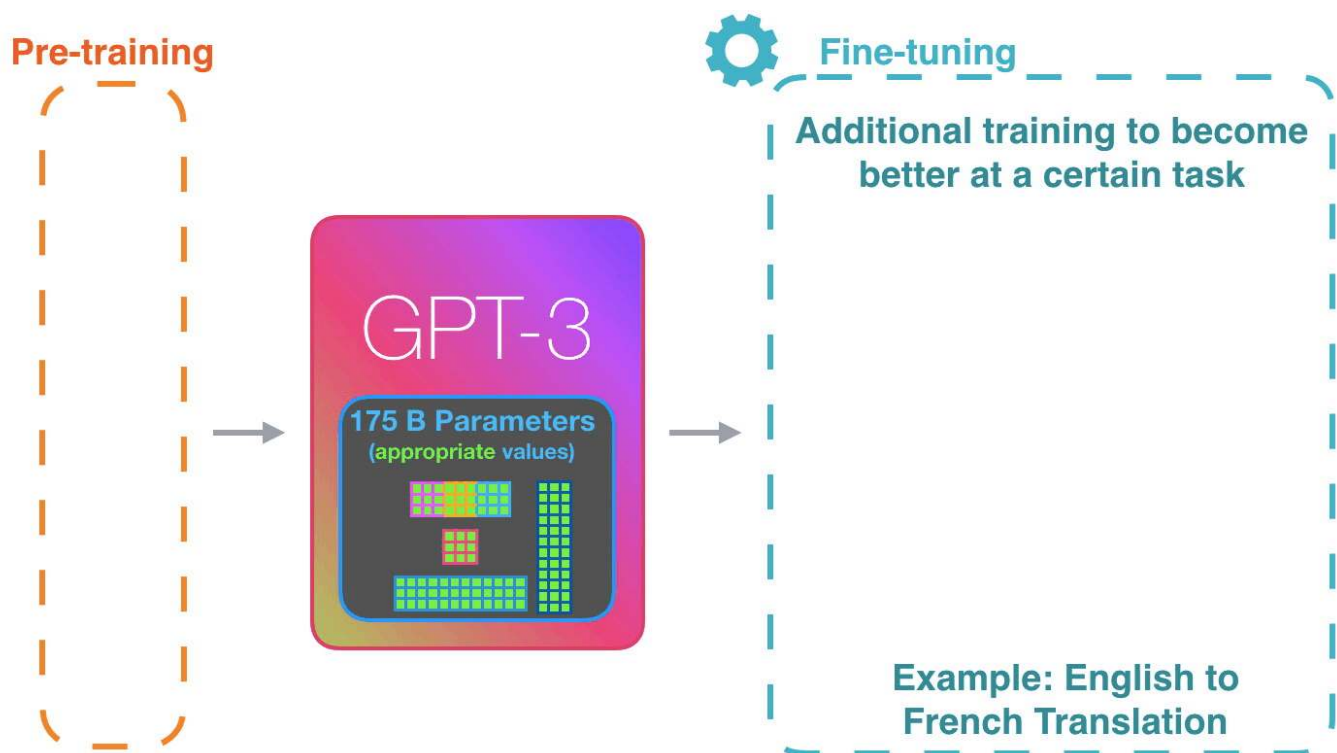 Pre-training
Fine-tuning
Additional training to become
better at a certain task
GPT-3
175 B Parameters
(appropriate values)
Example: English to
French Translation